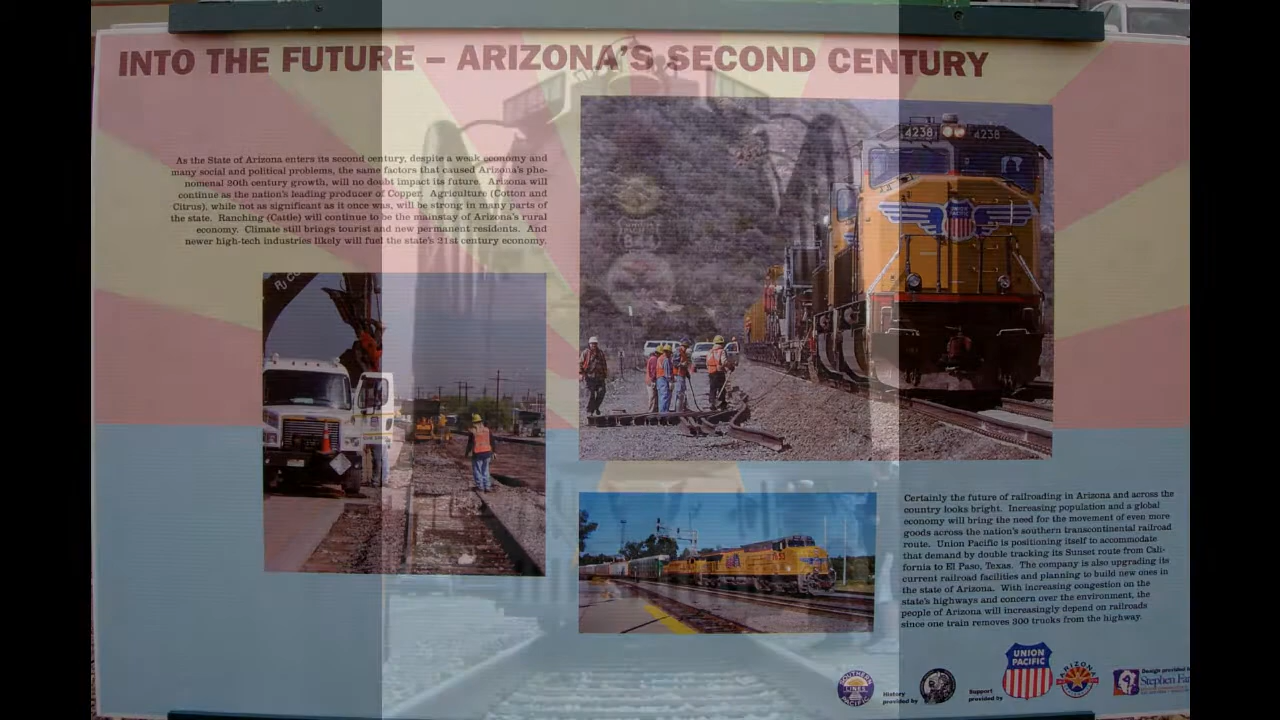 INTO THE FUTURE – ARIZONA'S SECOND CENTURY
As the State of Arizona enters its second century, despite a weak economy and
many social and political problems, the same factors that caused Arizona's phe-
nomenal 20th century growth, will no doubt impact its future. Arizona will
continue as the nation's leading producer of Copper. Agriculture (Cotton and
Citrus), while not as significant as it once was, will be strong in many parts of
the state. Ranching (Cattle) will continue to be the mainstay of Arizona's rural
economy. Climate still brings tourist and new permanent residents. And
newer high-tech industries likely will fuel the state's 21st century economy.
4238 4238
Certainly the future of railroading in Arizona and across the
country looks bright. Increasing population and a global
economy will bring the need for the movement of even more
goods across the nation's southern transcontinental railroad
route. Union Pacific is positioning itself to accommodate
that demand by double tracking its Sunset route from Cali-
fornia to El Paso, Texas. The company is also upgrading its
current railroad facilities and planning to build new ones in
the state of Arizona. With increasing congestion on the
state's highways and concern over the environment, the
people of Arizona will increasingly depend on railroads
since one train removes 300 trucks from the highway.
SOUTHERN
LINES
PACIFIC
History
provided by
Support
provided by
UNION
PACIFIC
ARIZONA
Design provided b
Stephen Fa